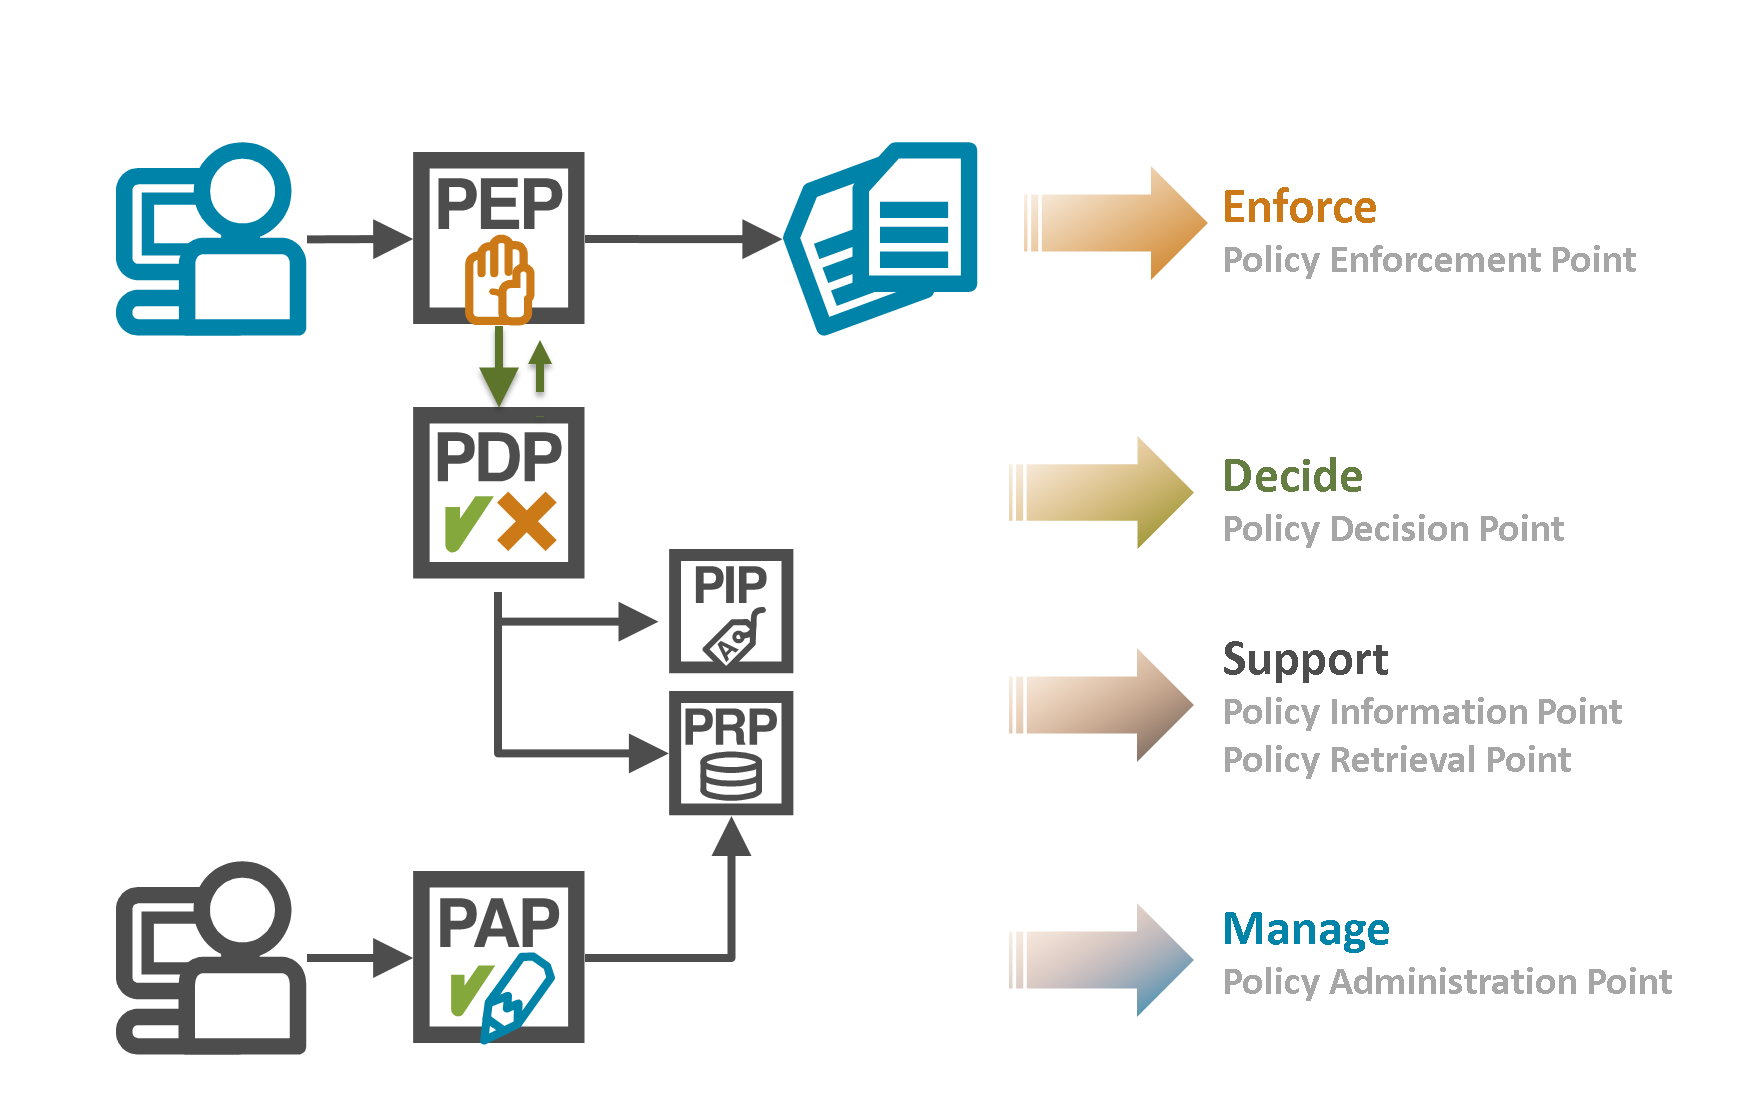 PEP
Enforce
Policy Enforcement Point
PDP
Decide
Policy Decision Point
PIP
A
Support
Policy Information Point
PRP
Policy Retrieval Point
PAP
Manage
Policy Administration Point